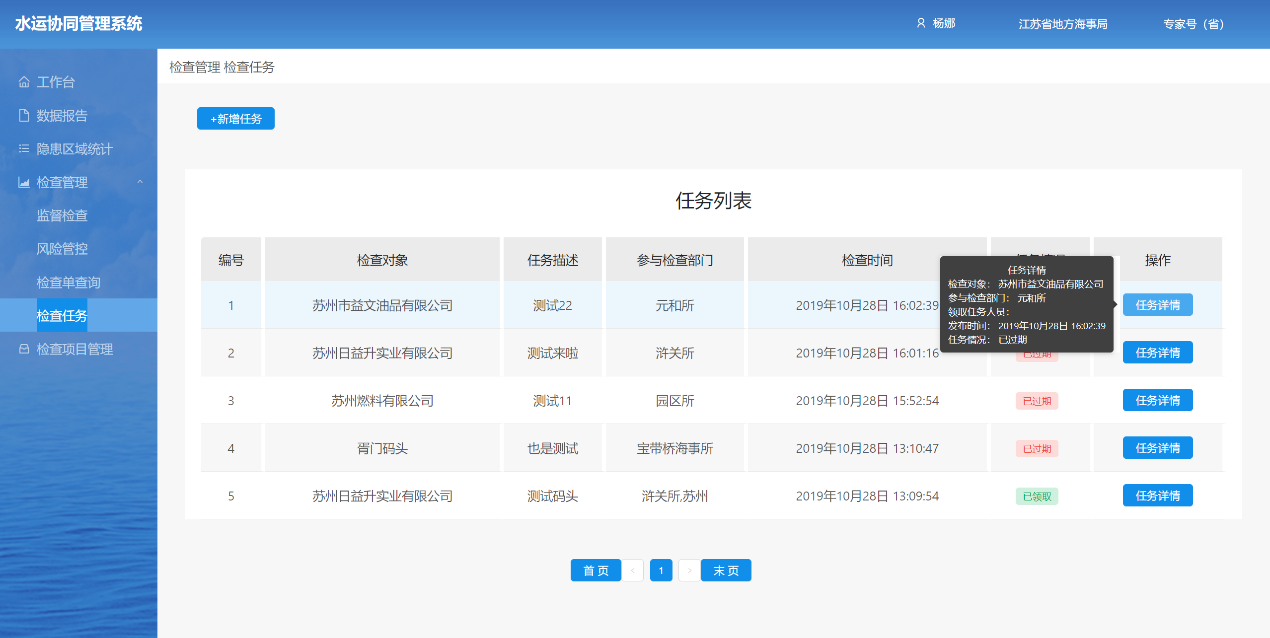 水运协同管理系统
杨娜
江苏省地方海事局
专家号（省）
检查管理 检查任务
工作台
数据报告
隐患区域统计
检查管理
监督检查
风险管控
检查单查询
检查任务
检查项目管理
+新增任务
任务列表
编号 检查对象 任务描述 参与检查部门 检查时间 操作
1 苏州市益文油品有限公司 测试22 元和所 2019年10月28日 16:02:39 任务详情
任务详情
检查对象： 苏州市益文油品有限公司
参与检查部门： 元和所
领取任务人员：
发布时间： 2019年10月28日 16:02:39
任务情况： 已过期
2 苏州日益升实业有限公司 测试来啦 浒关所 2019年10月28日 16:01:16 已过期 任务详情
3 苏州燃料有限公司 测试11 园区所 2019年10月28日 15:52:54 已过期 任务详情
4 胥门码头 也是测试 宝带桥海事所 2019年10月28日 13:10:47 已过期 任务详情
5 苏州日益升实业有限公司 测试码头 浒关所,苏州 2019年10月28日 13:09:54 已领取 任务详情
首页 < 1 > 末页